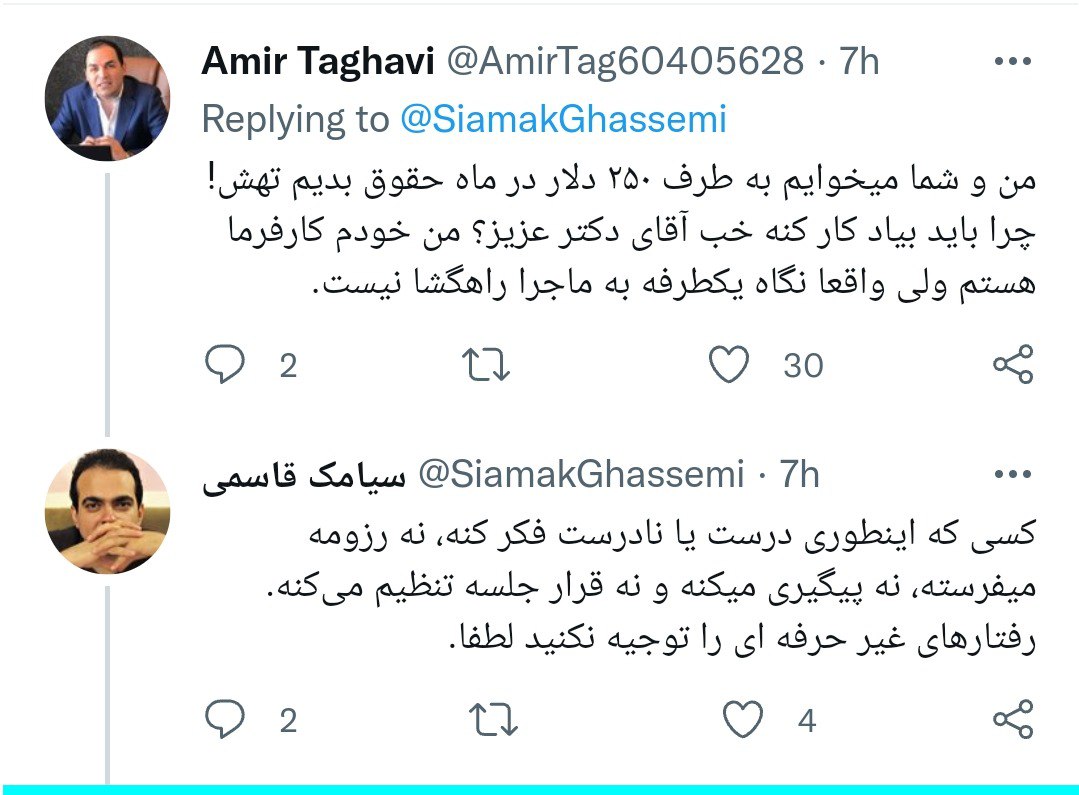 Amir Taghavi @AmirTag60405628 · 7h
Replying to @SiamakGhassemi
من و شما میخوایم به طرف ۲۵۰ دلار در ماه حقوق بدیم تهش!
چرا باید بیاد کار کنه خب آقای دکتر عزیز؟ من خودم کارفرما
هستم ولی واقعا نگاه یکطرفه به ماجرا راهگشا نیست.
2 30
سیامک قاسمی @SiamakGhassemi · 7h
کسی که اینطوری درست یا نادرست فکر کنه، نه رزومه
میفرسته، نه پیگیری میکنه و نه قرار جلسه تنظیم می‌کنه.
رفتارهای غیر حرفه ای را توجیه نکنید لطفا.
2 4